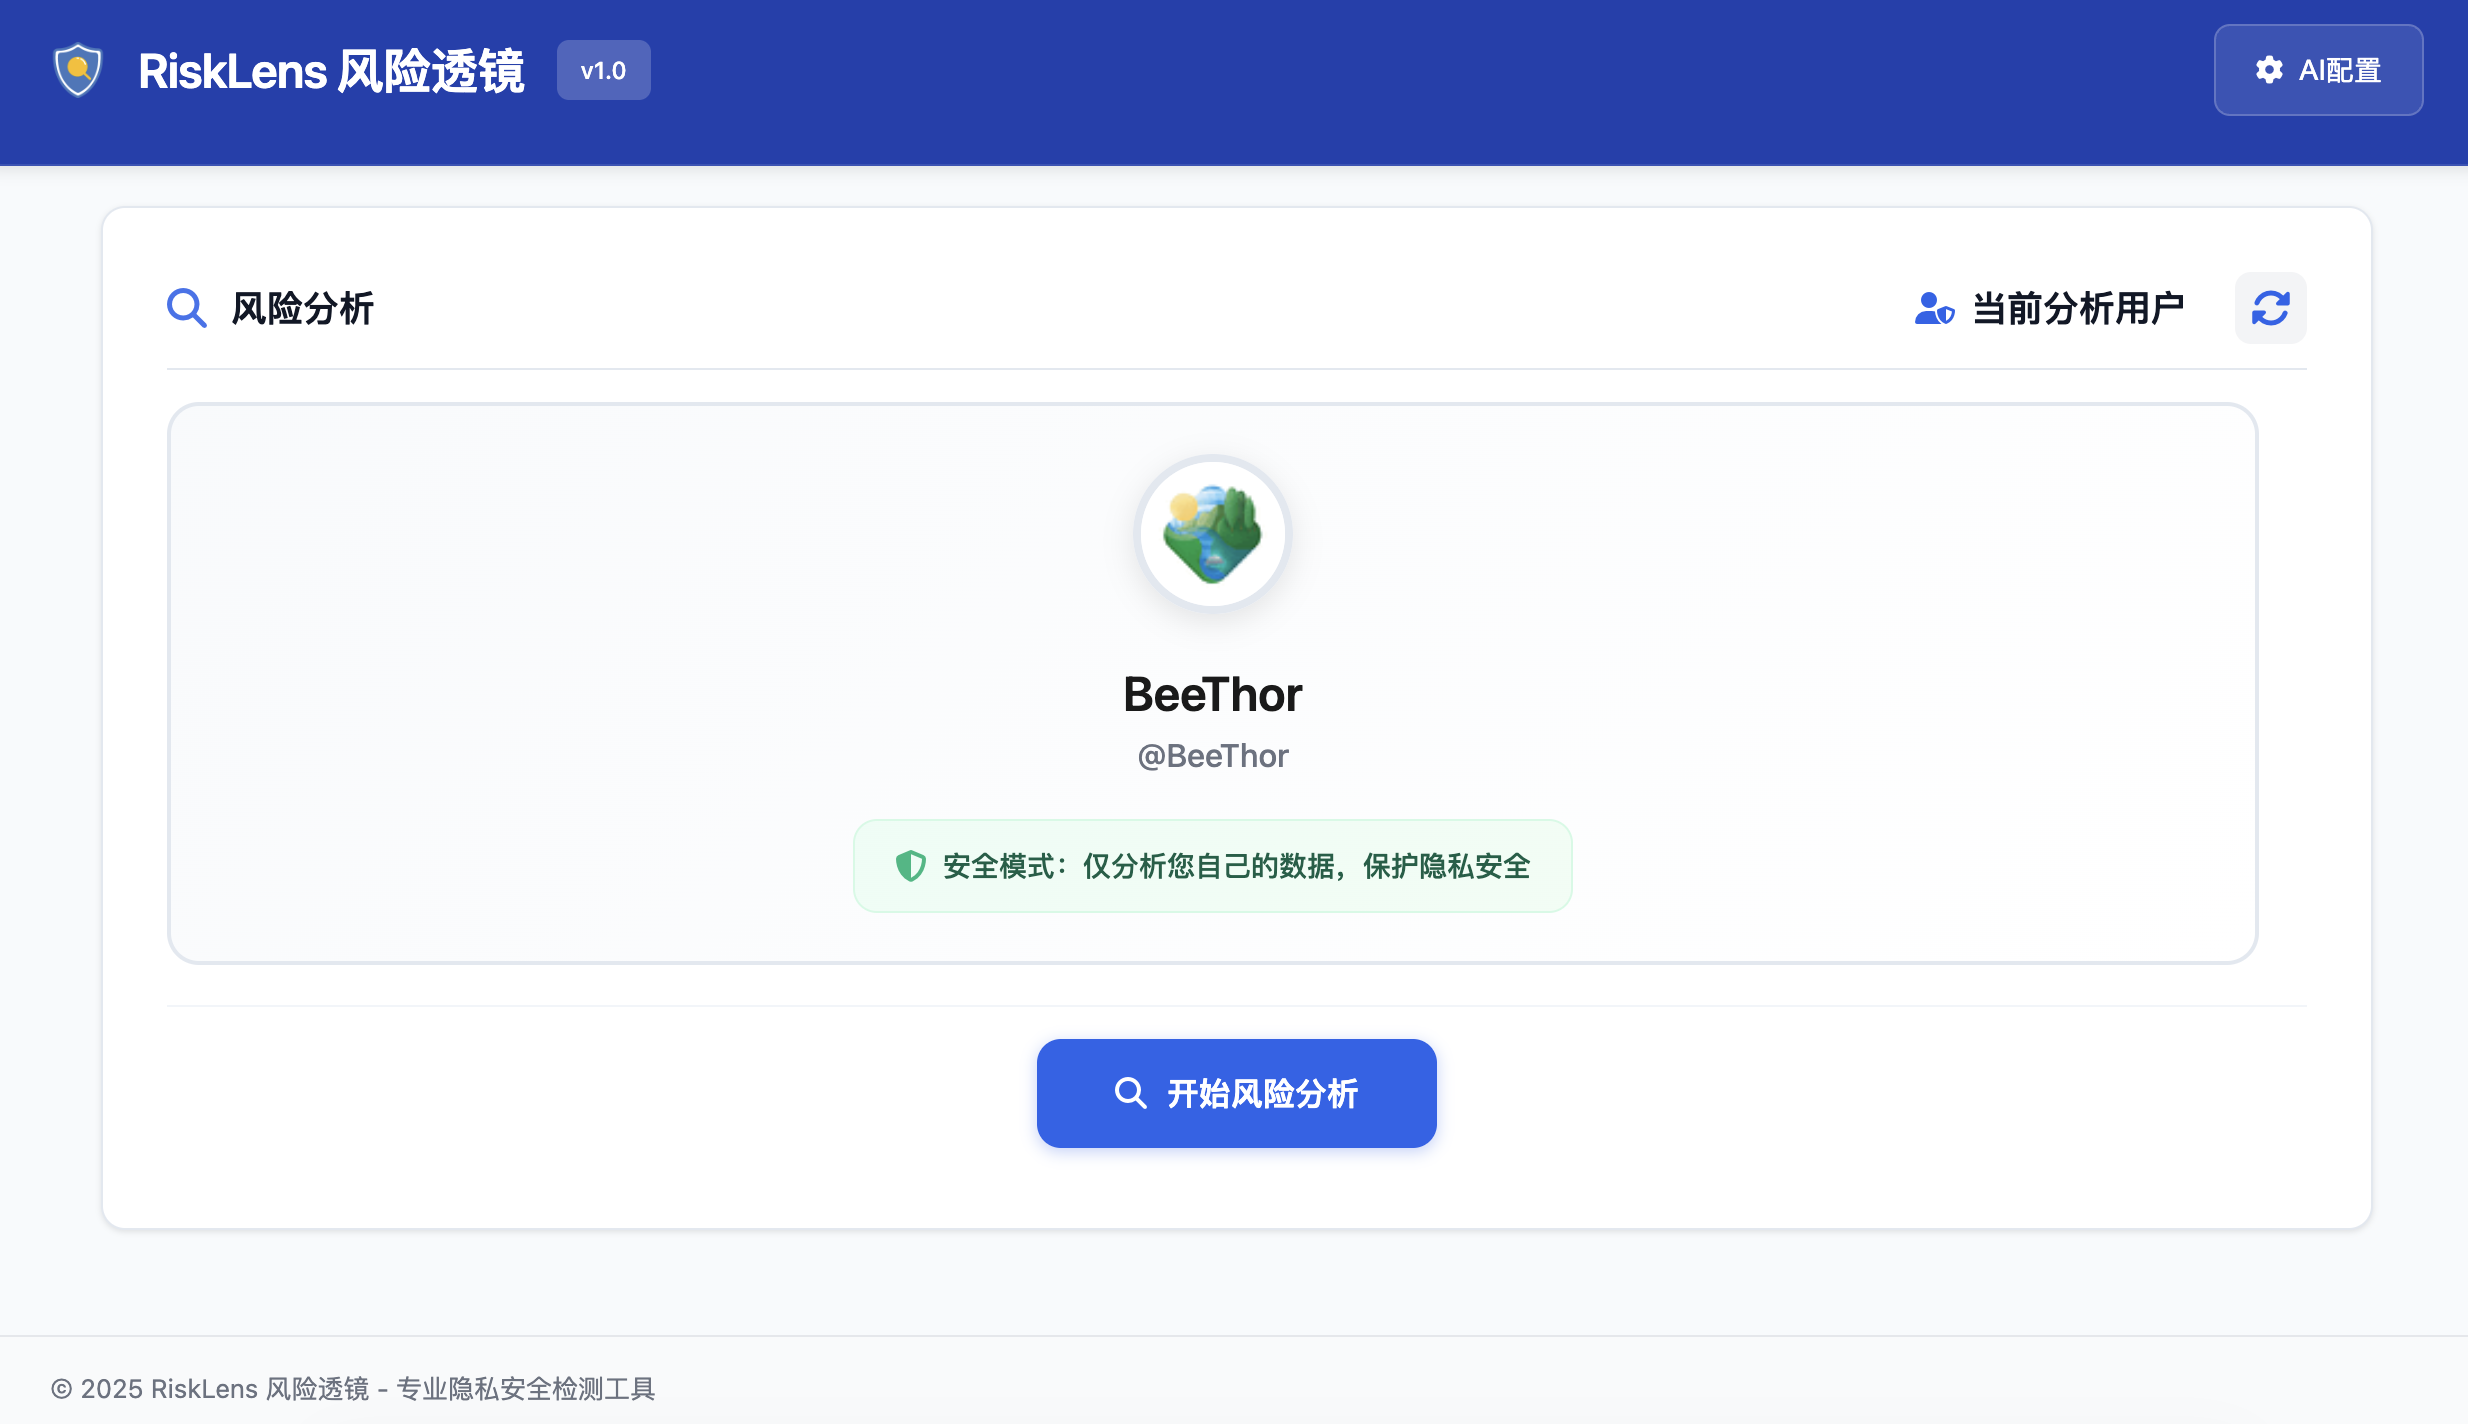 RiskLens 风险透镜
v1.0
AI配置
风险分析
当前分析用户
BeeThor
@BeeThor
安全模式：仅分析您自己的数据，保护隐私安全
开始风险分析
© 2025 RiskLens 风险透镜 - 专业隐私安全检测工具